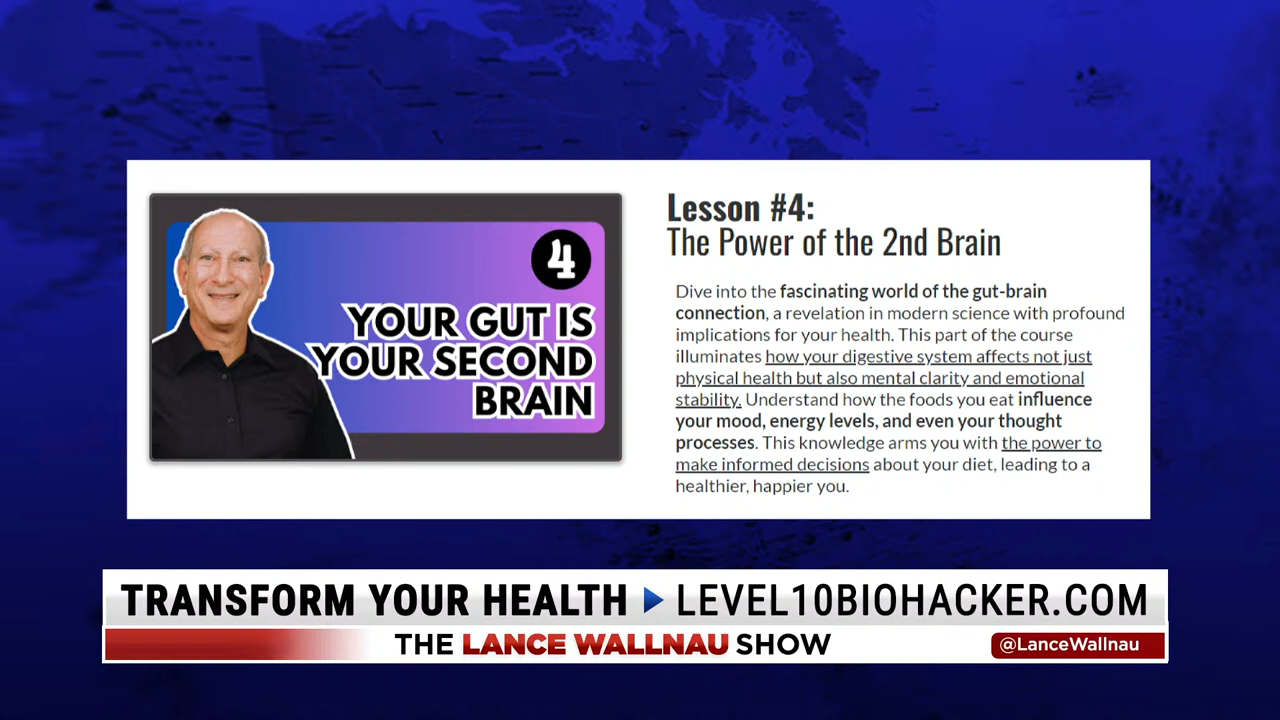 4
YOUR GUT IS
YOUR SECOND
BRAIN
Lesson #4:
The Power of the 2nd Brain
Dive into the fascinating world of the gut-brain
connection, a revelation in modern science with profound
implications for your health. This part of the course
illuminates how your digestive system affects not just
physical health but also mental clarity and emotional
stability. Understand how the foods you eat influence
your mood, energy levels, and even your thought
processes. This knowledge arms you with the power to
make informed decisions about your diet, leading to a
healthier, happier you.
TRANSFORM YOUR HEALTH LEVEL10BIOHACKER.COM
THE LANCE WALLNAU SHOW @LanceWallnau